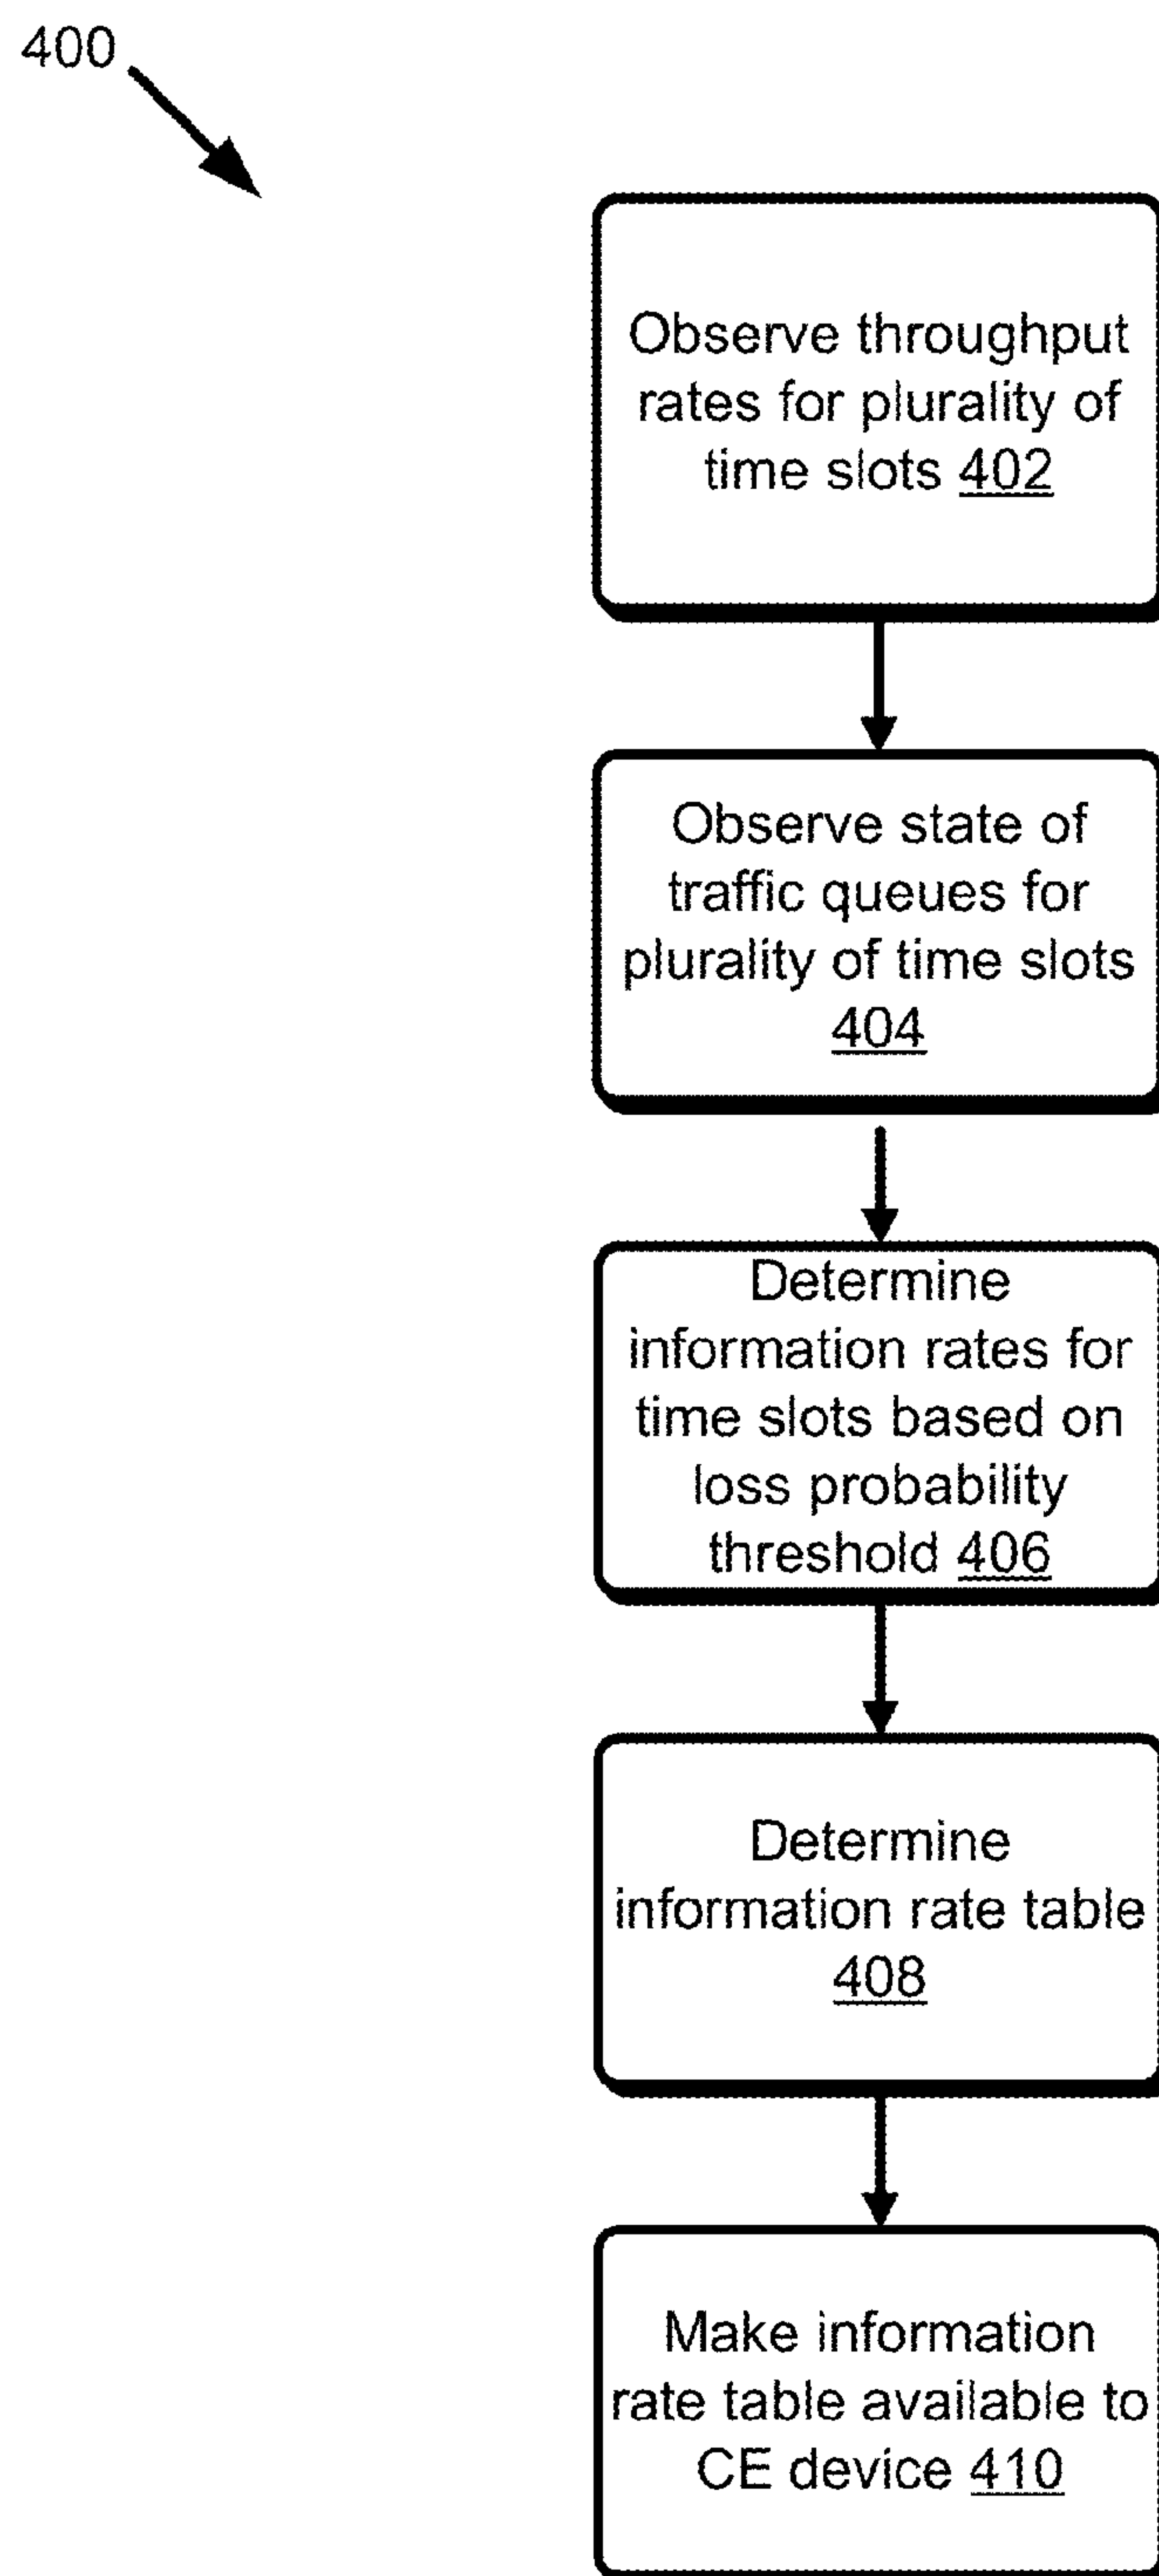 400
Observe throughput
rates for plurality of
time slots 402
Observe state of
traffic queues for
plurality of time slots
404
Determine
information rates for
time slots based on
loss probability
threshold 406
Determine
information rate table
408
Make information
rate table available to
CE device 410